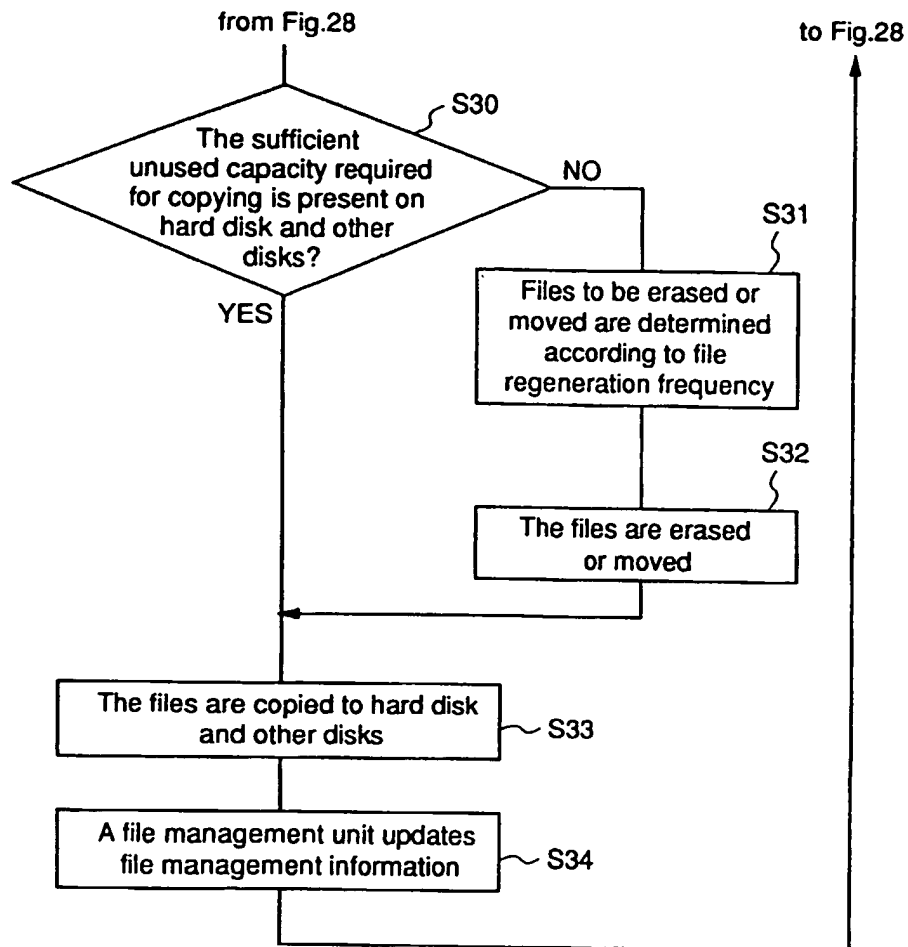 from Fig.28
to Fig.28
S30
The sufficient
unused capacity required
for copying is present on
hard disk and other
disks?
NO
YES
S31
Files to be erased or
moved are determined
according to file
regeneration frequency
S32
The files are erased
or moved
The files are copied to hard disk
and other disks
S33
A file management unit updates
file management information
S34